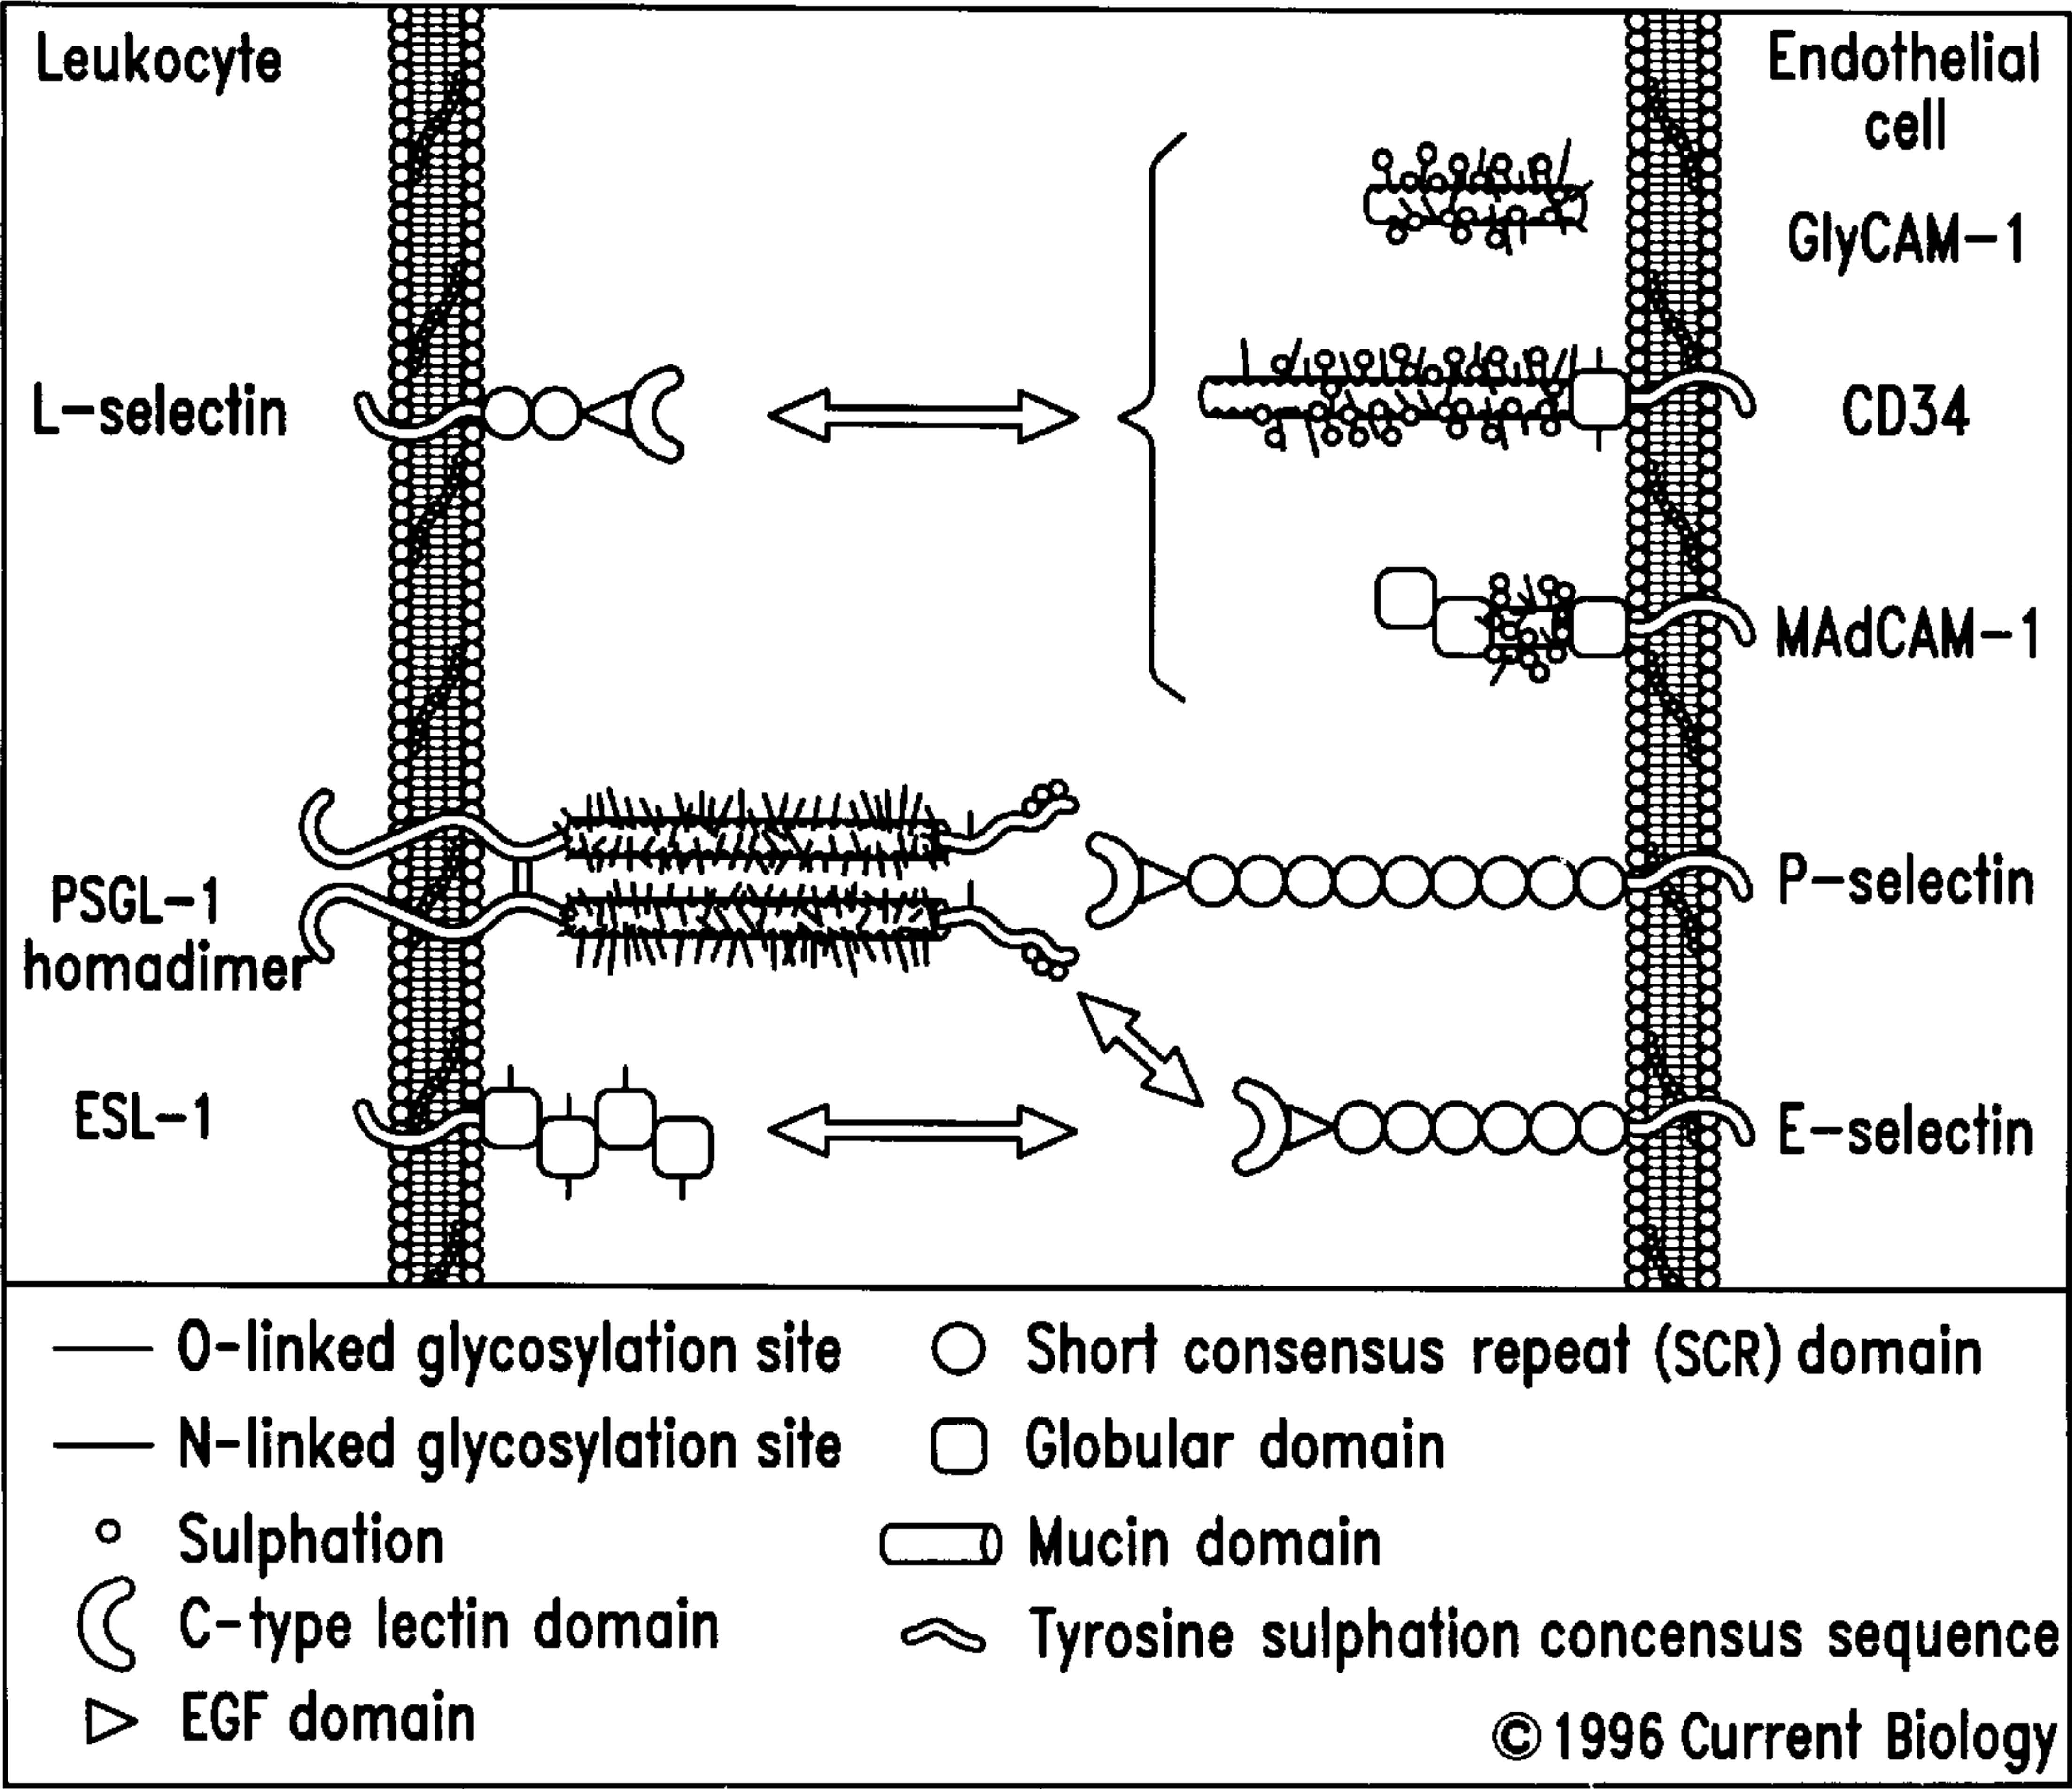 Leukocyte
Endothelial
cell
GlyCAM-1
L-selectin
CD34
MAdCAM-1
PSGL-1
homadimer
P-selectin
ESL-1
E-selectin
O-linked glycosylation site
N-linked glycosylation site
Sulphation
C-type lectin domain
EGF domain
Short consensus repeat (SCR) domain
Globular domain
Mucin domain
Tyrosine sulphation concensus sequence
© 1996 Current Biology